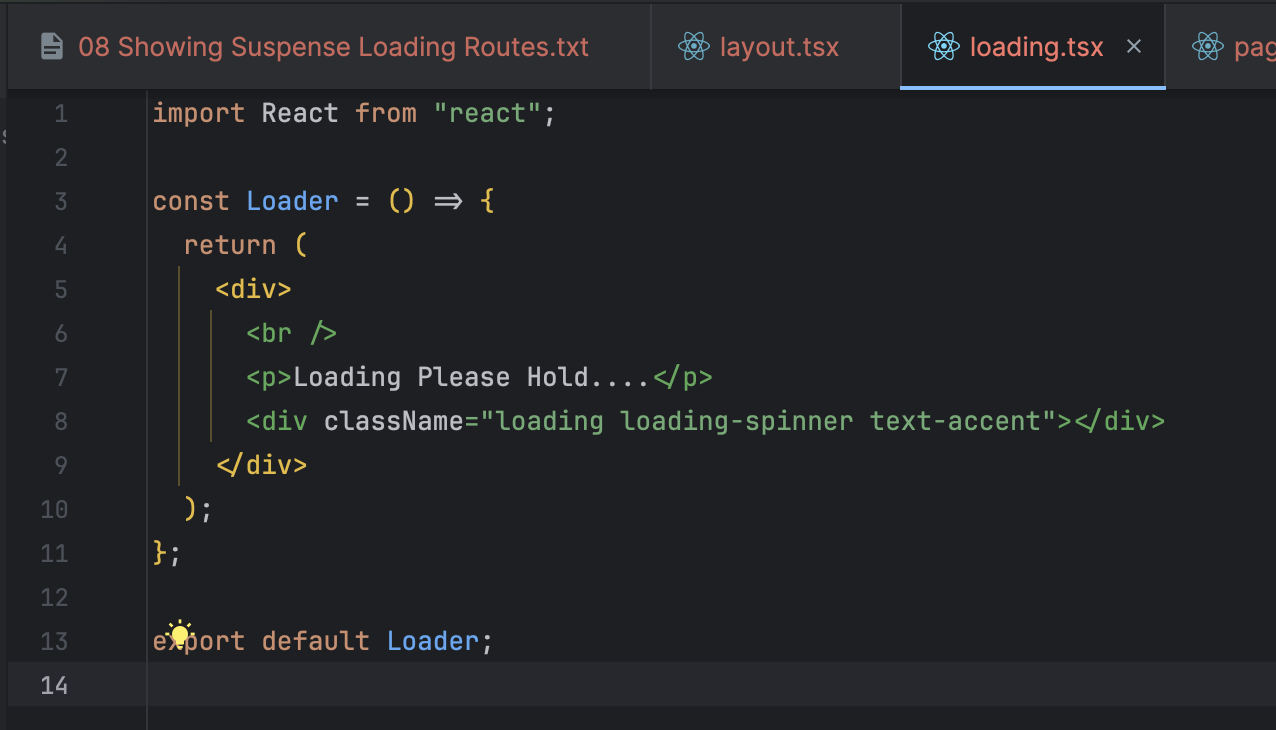 08 Showing Suspense Loading Routes.txt layout.tsx loading.tsx ×
1 import React from "react";
2
3 const Loader = () => {
4 return (
5 <div>
6 <br />
7 <p>Loading Please Hold....</p>
8 <div className="loading loading-spinner text-accent"></div>
9 </div>
10 );
11 };
12
13 export default Loader;
14